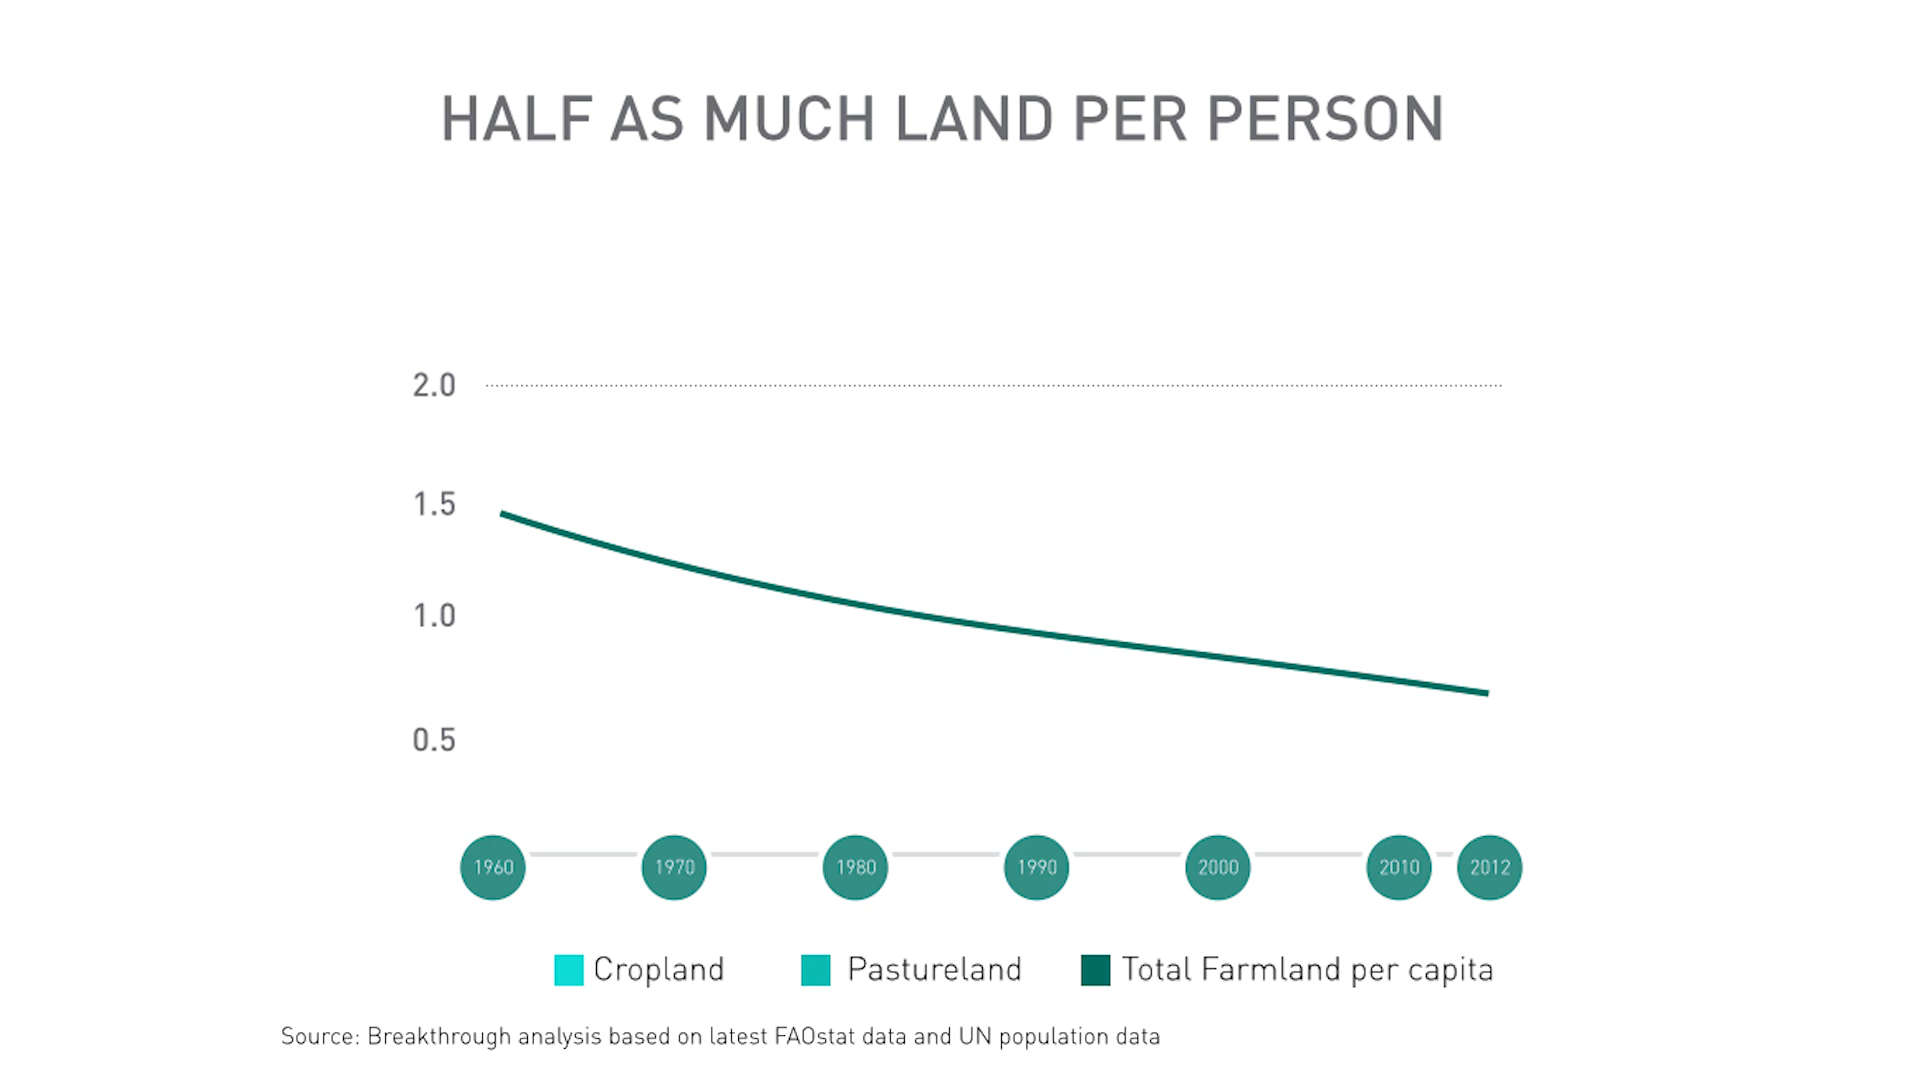 HALF AS MUCH LAND PER PERSON
2.0
1.5
1.0
0.5
1960 1970 1980 1990 2000 2010 2012
Cropland Pastureland Total Farmland per capita
Source: Breakthrough analysis based on latest FAOstat data and UN population data